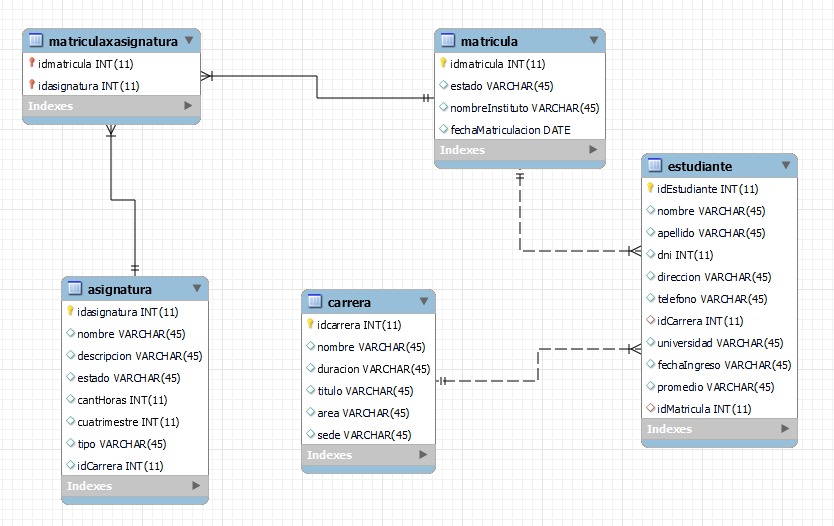 matriculaxasignatura
idmatricula INT(11)
idasignatura INT(11)
Indexes
matricula
idmatricula INT(11)
estado VARCHAR(45)
nombreInstituto VARCHAR(45)
fechaMatriculacion DATE
Indexes
estudiante
idEstudiante INT(11)
nombre VARCHAR(45)
apellido VARCHAR(45)
dni INT(11)
direccion VARCHAR(45)
telefono VARCHAR(45)
idCarrera INT(11)
universidad VARCHAR(45)
fechaIngreso VARCHAR(45)
promedio VARCHAR(45)
idMatricula INT(11)
Indexes
asignatura
idasignatura INT(11)
nombre VARCHAR(45)
descripcion VARCHAR(45)
estado VARCHAR(45)
cantHoras INT(11)
cuatrimestre INT(11)
tipo VARCHAR(45)
idCarrera INT(11)
Indexes
carrera
idcarrera INT(11)
nombre VARCHAR(45)
duracion VARCHAR(45)
titulo VARCHAR(45)
area VARCHAR(45)
sede VARCHAR(45)
Indexes